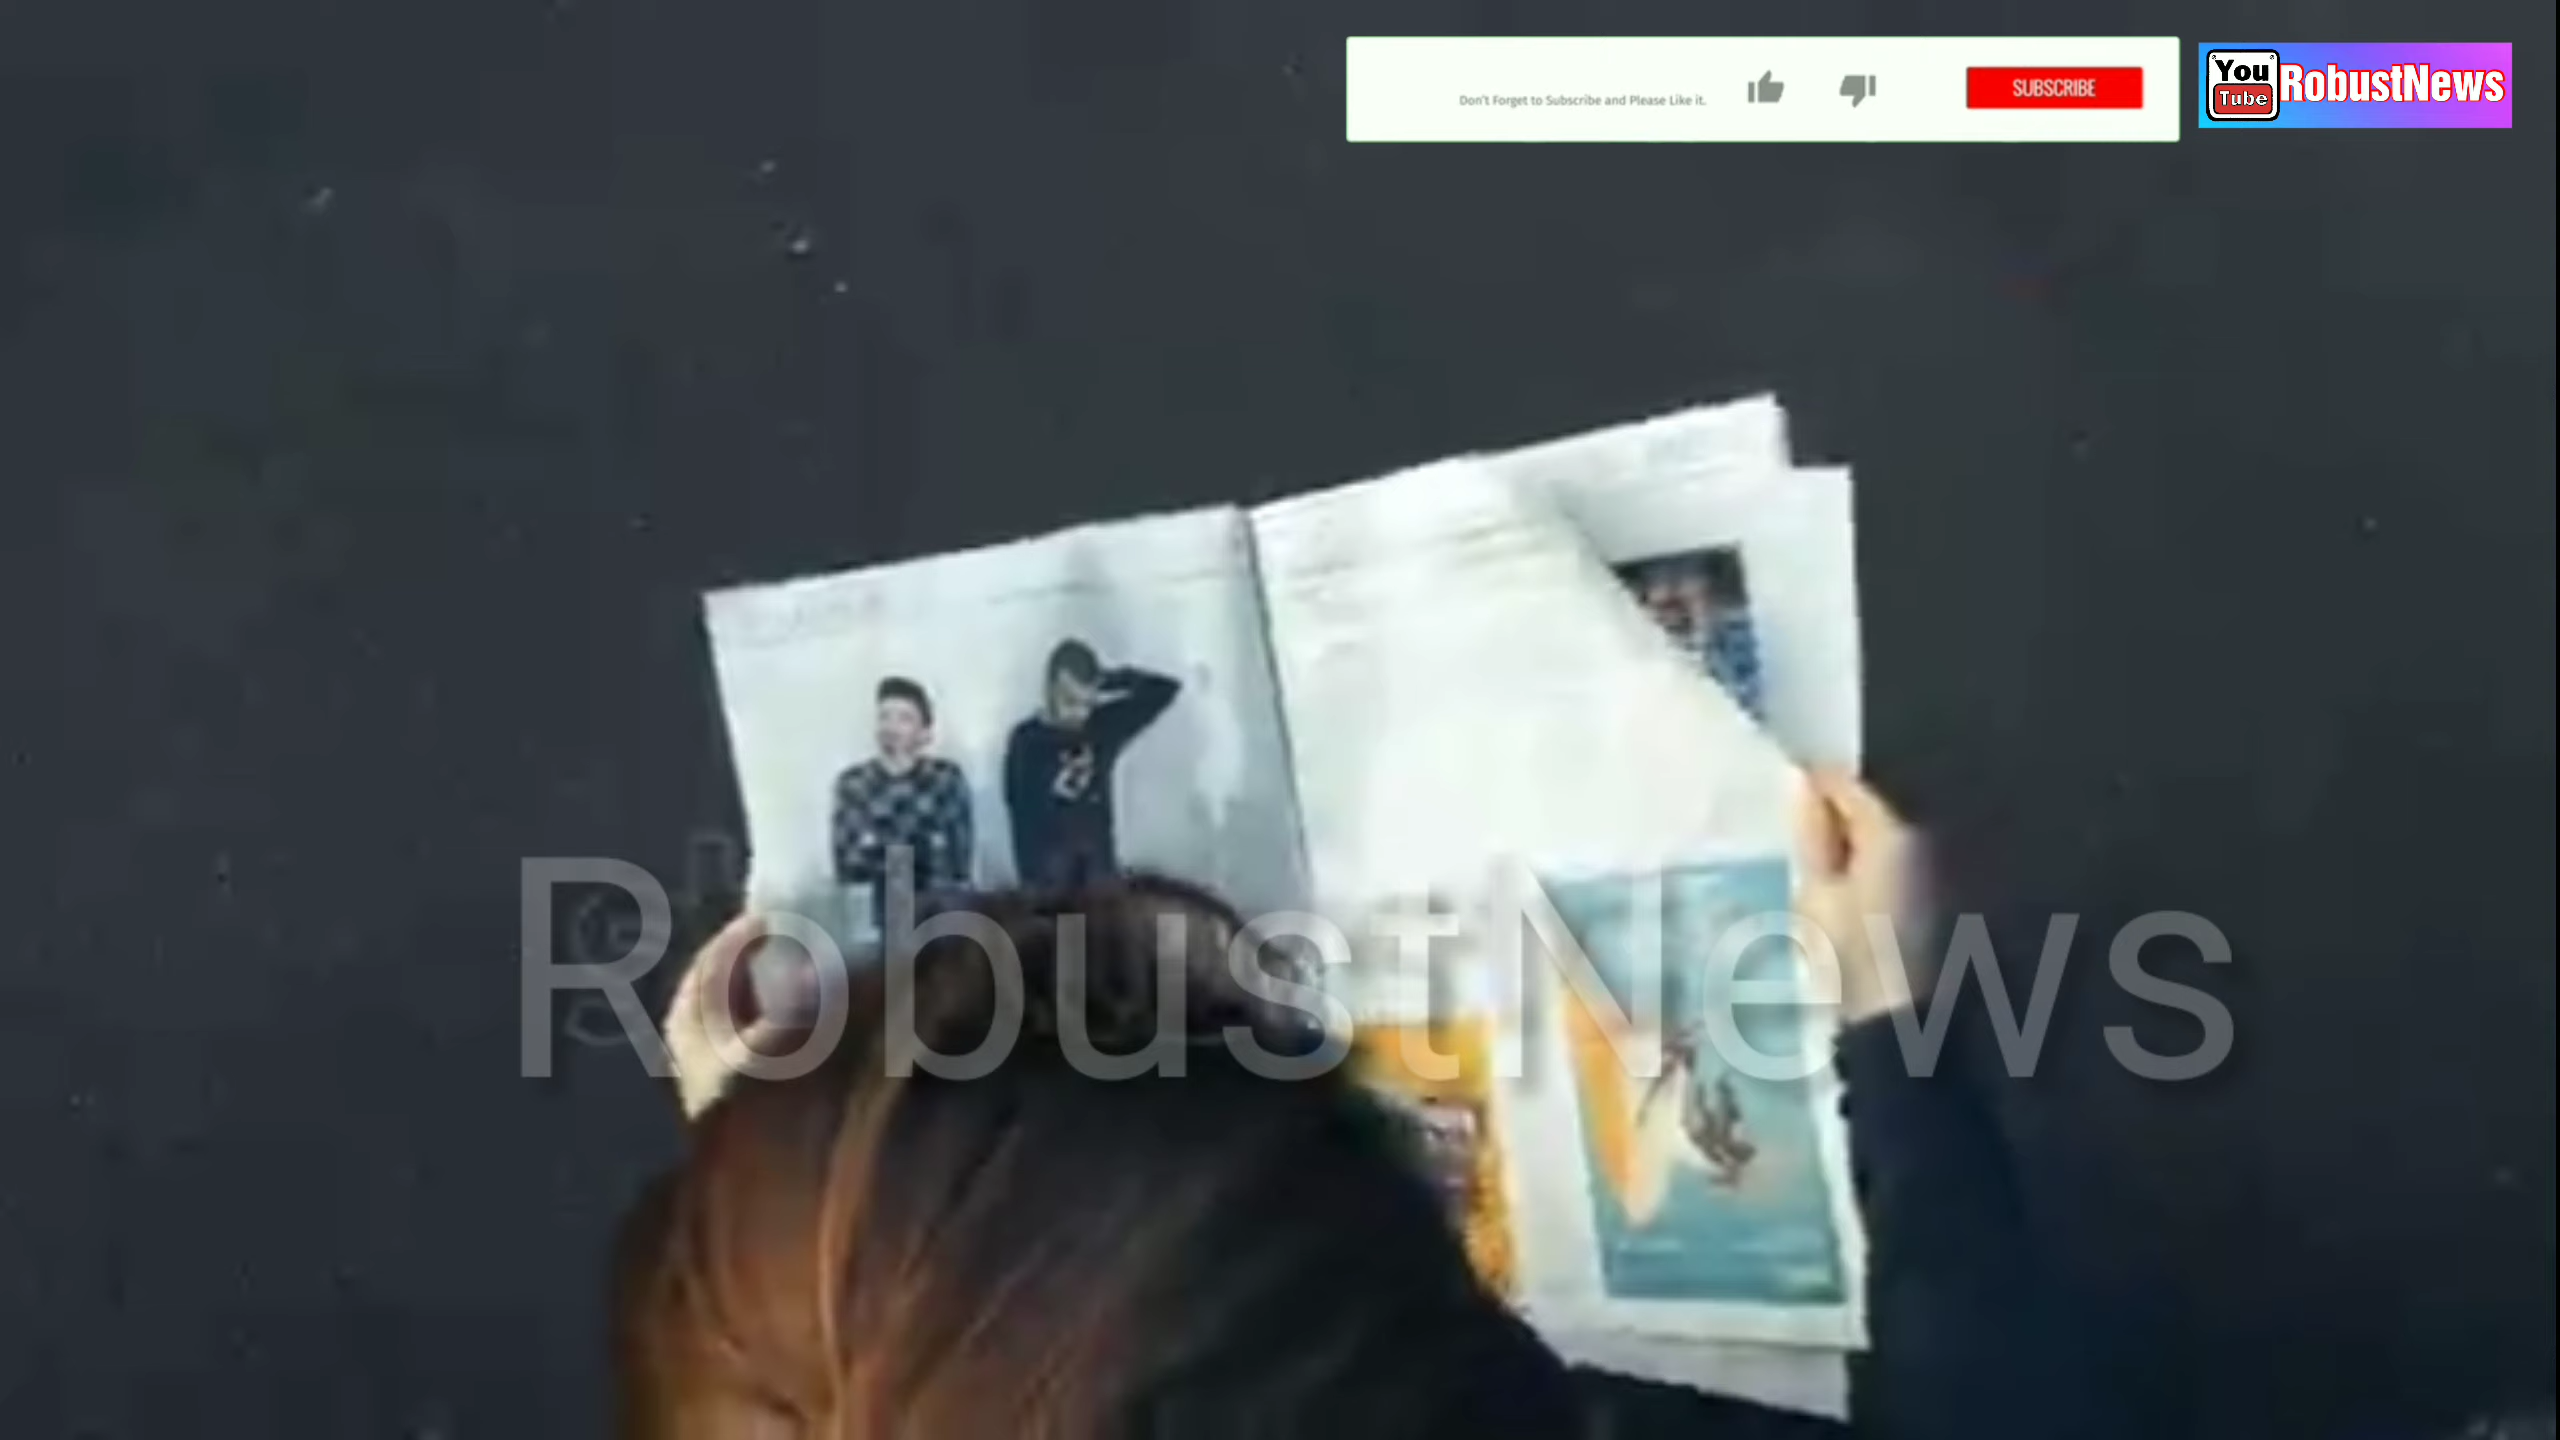 Don't Forget to Subscribe and Please Like it.
SUBSCRIBE
You
Tube
RobustNews
RobustNews